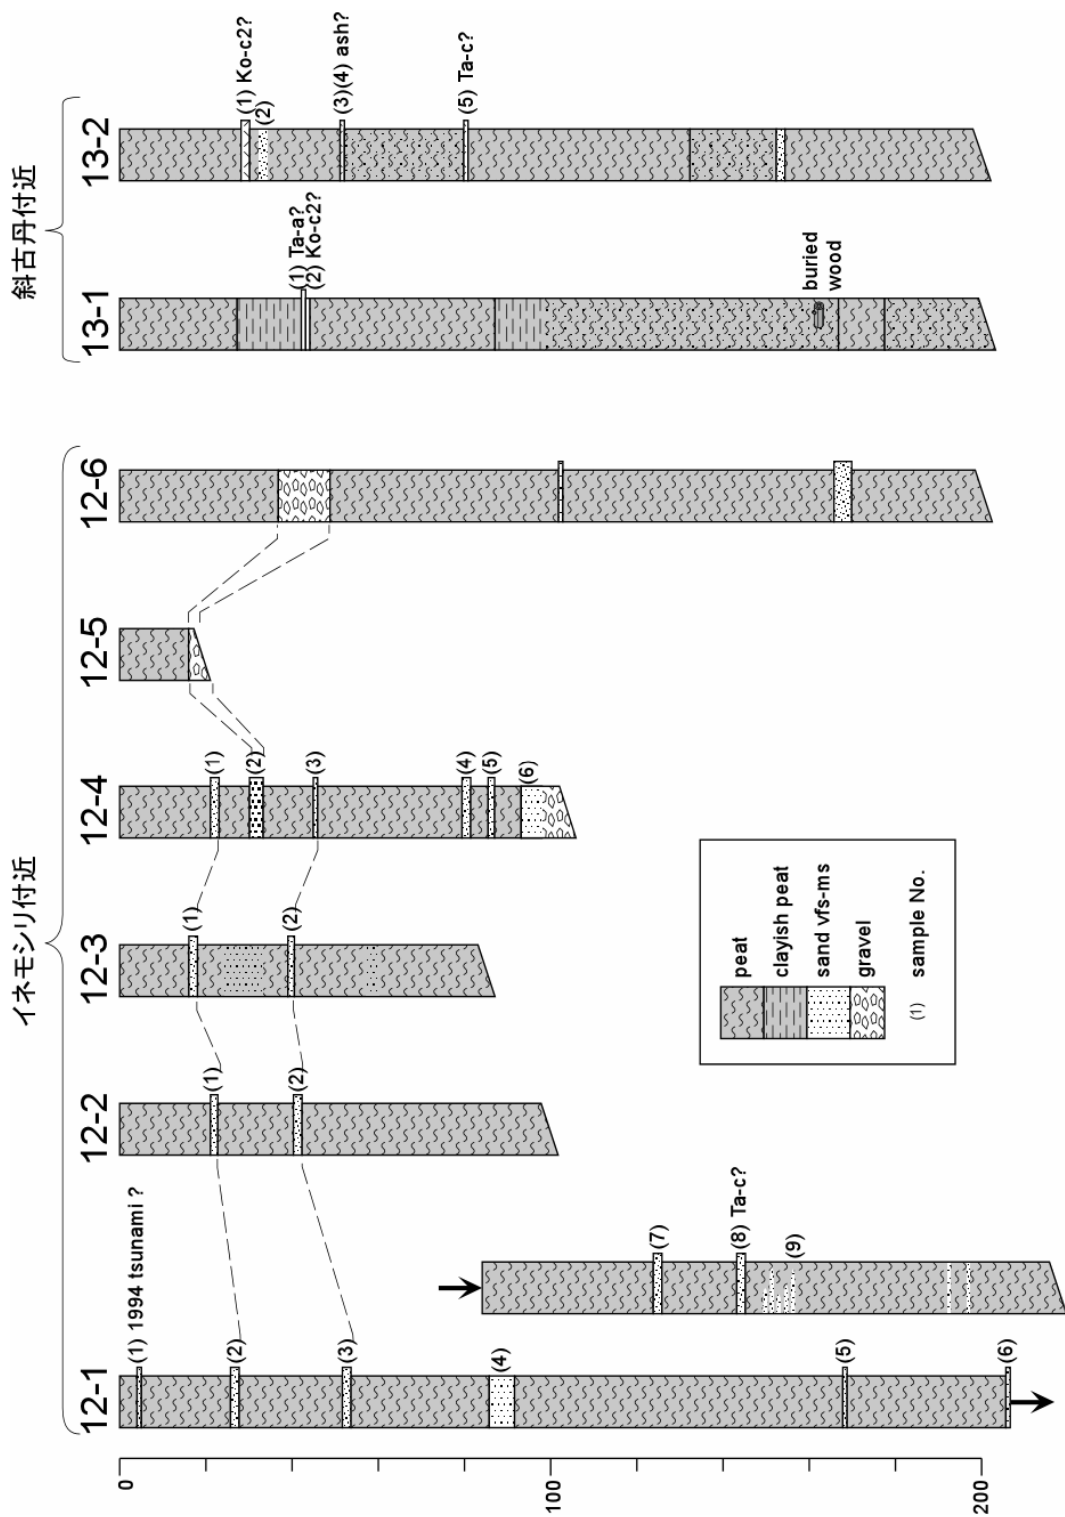 イネモシリ付近
斜古丹付近
12-1
12-2
12-3
12-4
12-5
12-6
13-1
13-2
0
100
200
(1) 1994 tsunami ?
(2)
(3)
(4)
(5)
(6)
(7)
(8) Ta-c?
(9)
(1)
(2)
(1)
(2)
(1)
(2)
(3)
(4)
(5)
(6)
(1) Ta-a?
(2) Ko-c2?
buried
wood
(1) Ko-c2?
(2)
(3)(4) ash?
(5) Ta-c?
peat
clayish peat
sand vfs-ms
gravel
(1) sample No.